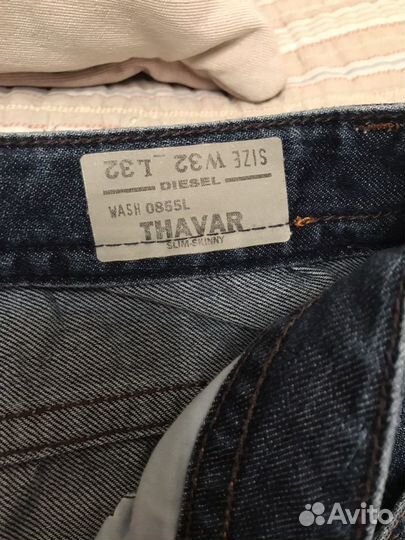 SIZE W32 L32
DIESEL
WASH 0855L
THAVAR
SLIM-SKINNY
Avito